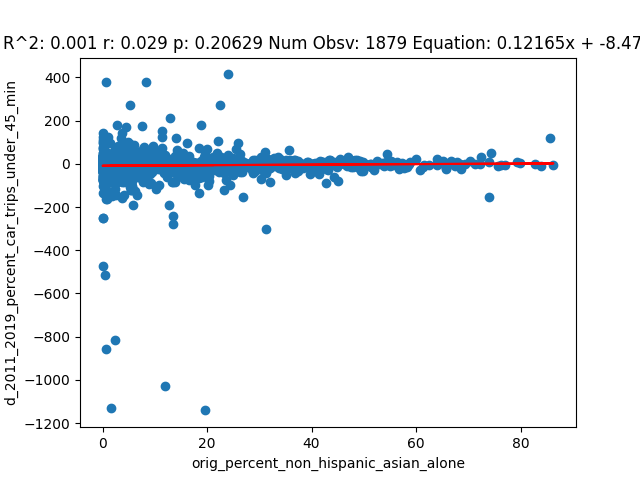 R^2: 0.001 r: 0.029 p: 0.20629 Num Obsv: 1879 Equation: 0.12165x + -8.47
d_2011_2019_percent_car_trips_under_45_min
400
200
0
−200
−400
−600
−800
−1000
−1200
0 20 40 60 80
orig_percent_non_hispanic_asian_alone